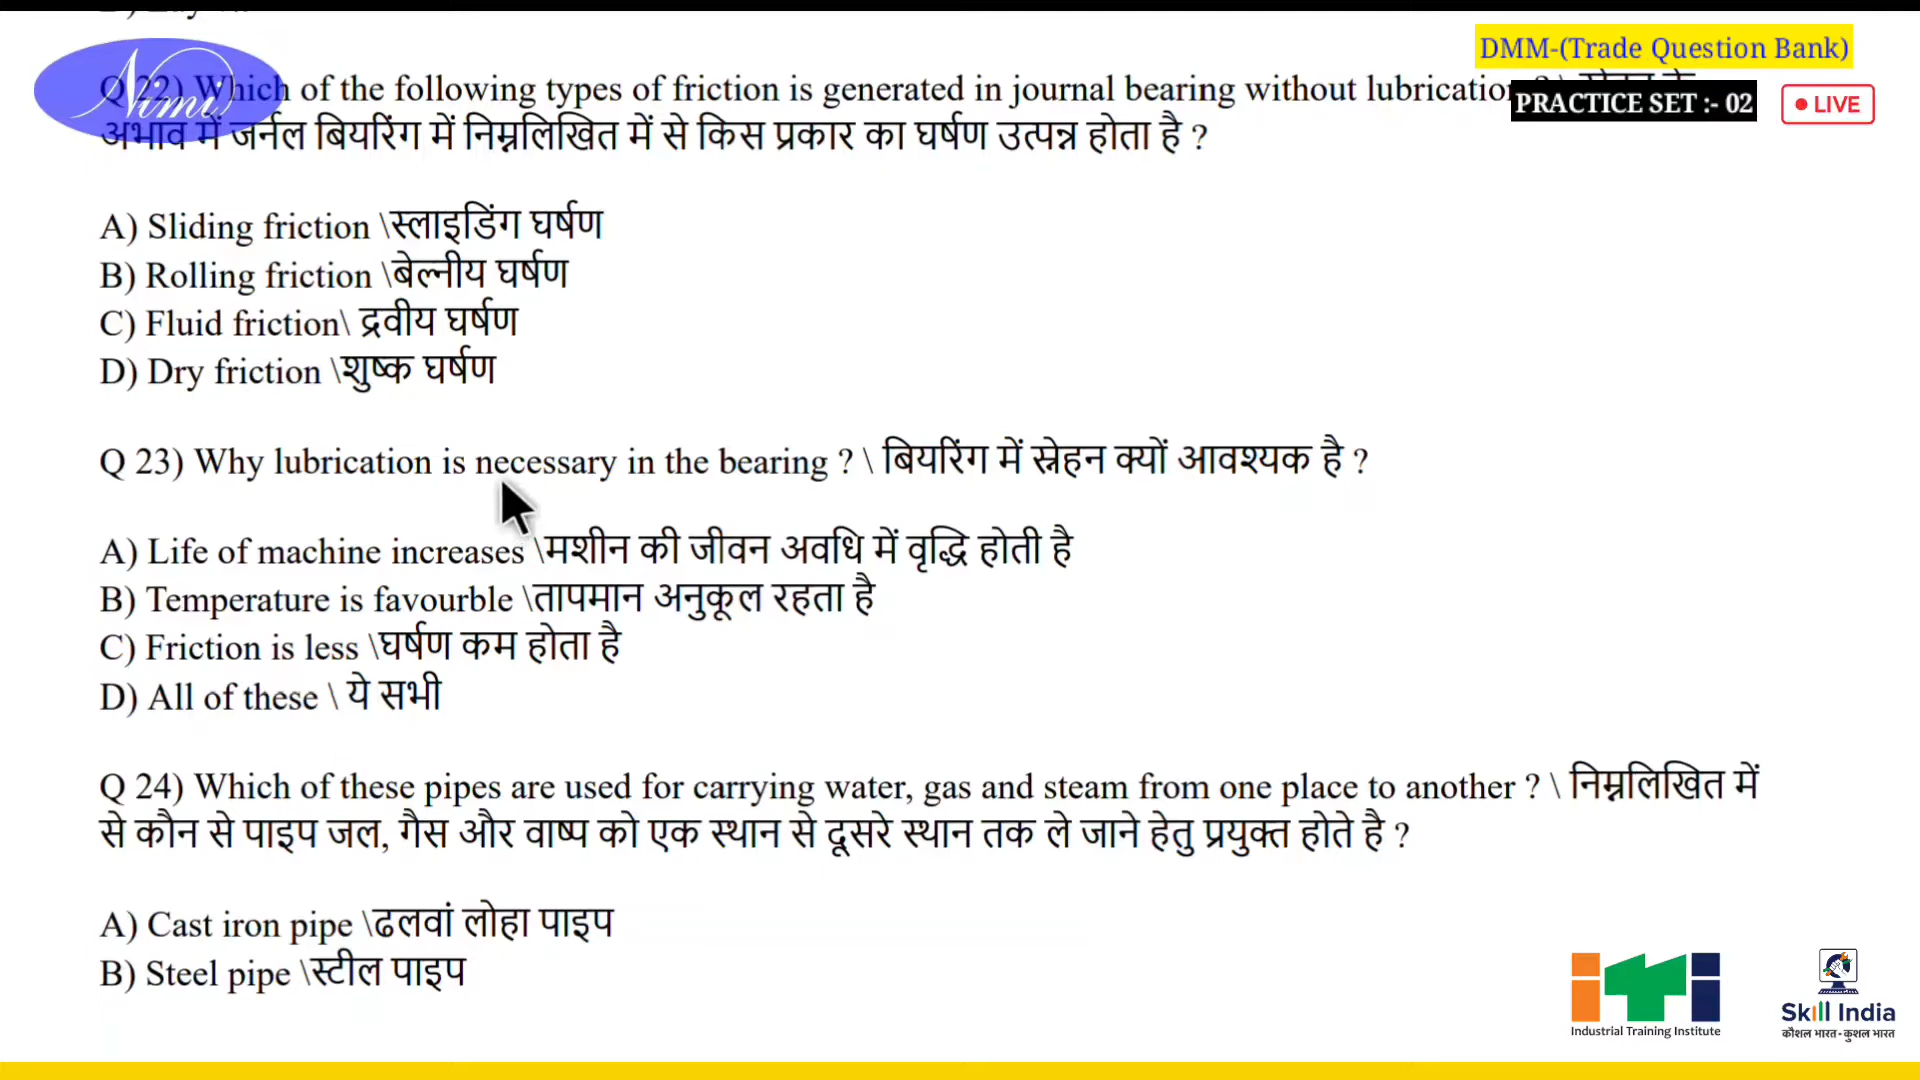 DMM-(Trade Question Bank)
Nimi
Q 22) Which of the following types of friction is generated in journal bearing without lubrication
PRACTICE SET :- 02
LIVE
अभाव में जर्नल बियरिंग में निम्नलिखित में से किस प्रकार का घर्षण उत्पन्न होता है ?
A) Sliding friction \स्लाइडिंग घर्षण
B) Rolling friction \बेल्नीय घर्षण
C) Fluid friction\ द्रवीय घर्षण
D) Dry friction \शुष्क घर्षण
Q 23) Why lubrication is necessary in the bearing ? \ बियरिंग में स्नेहन क्यों आवश्यक है ?
A) Life of machine increases \मशीन की जीवन अवधि में वृद्धि होती है
B) Temperature is favourble \तापमान अनुकूल रहता है
C) Friction is less \घर्षण कम होता है
D) All of these \ ये सभी
Q 24) Which of these pipes are used for carrying water, gas and steam from one place to another ? \ निम्नलिखित में
से कौन से पाइप जल, गैस और वाष्प को एक स्थान से दूसरे स्थान तक ले जाने हेतु प्रयुक्त होते है ?
A) Cast iron pipe \ढलवां लोहा पाइप
B) Steel pipe \स्टील पाइप
iTi
Industrial Training Institute
Skill India
कौशल भारत-कुशल भारत